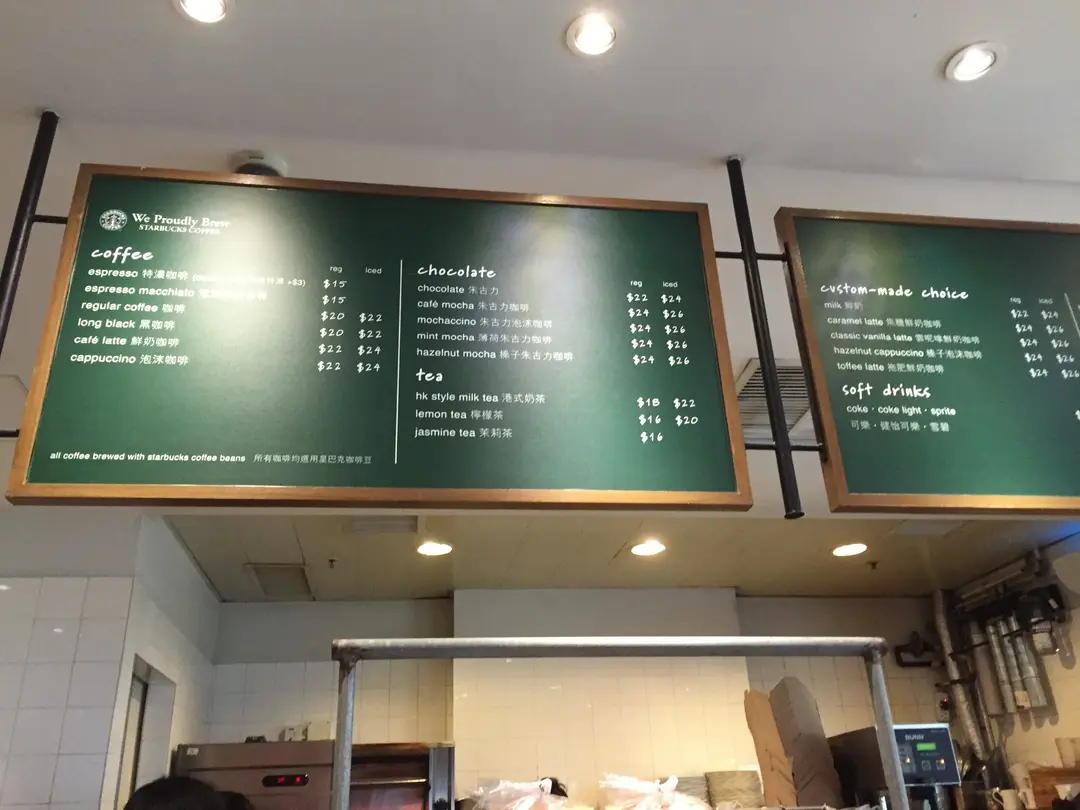 We Proudly Brew
STARBUCKS COFFEE
coffee
reg iced
espresso 特濃咖啡 +$3) $15
espresso macchiato $15
regular coffee 咖啡 $20 $22
long black 黑咖啡 $20 $22
café latte 鮮奶咖啡 $22 $24
cappuccino 泡沫咖啡 $22 $24
all coffee brewed with starbucks coffee beans 所有咖啡均選用星巴克咖啡豆
chocolate
reg iced
chocolate 朱古力 $22 $24
café mocha 朱古力咖啡 $24 $26
mochaccino 朱古力泡沫咖啡 $24 $26
mint mocha 薄荷朱古力咖啡 $24 $26
hazelnut mocha 榛子朱古力咖啡 $24 $26
tea
hk style milk tea 港式奶茶 $18 $22
lemon tea 檸檬茶 $16 $20
jasmine tea 茉莉茶 $16
custom-made choice
reg iced
milk 鮮奶 $22 $24
caramel latte 焦糖鮮奶咖啡 $24 $26
classic vanilla latte 雲呢嗱鮮奶咖啡 $24 $26
hazelnut cappuccino 榛子泡沫咖啡 $24 $26
toffee latte 拖肥鮮奶咖啡 $24 $26
soft drinks
coke · coke light · sprite
可樂 · 健怡可樂 · 雪碧
BUNN